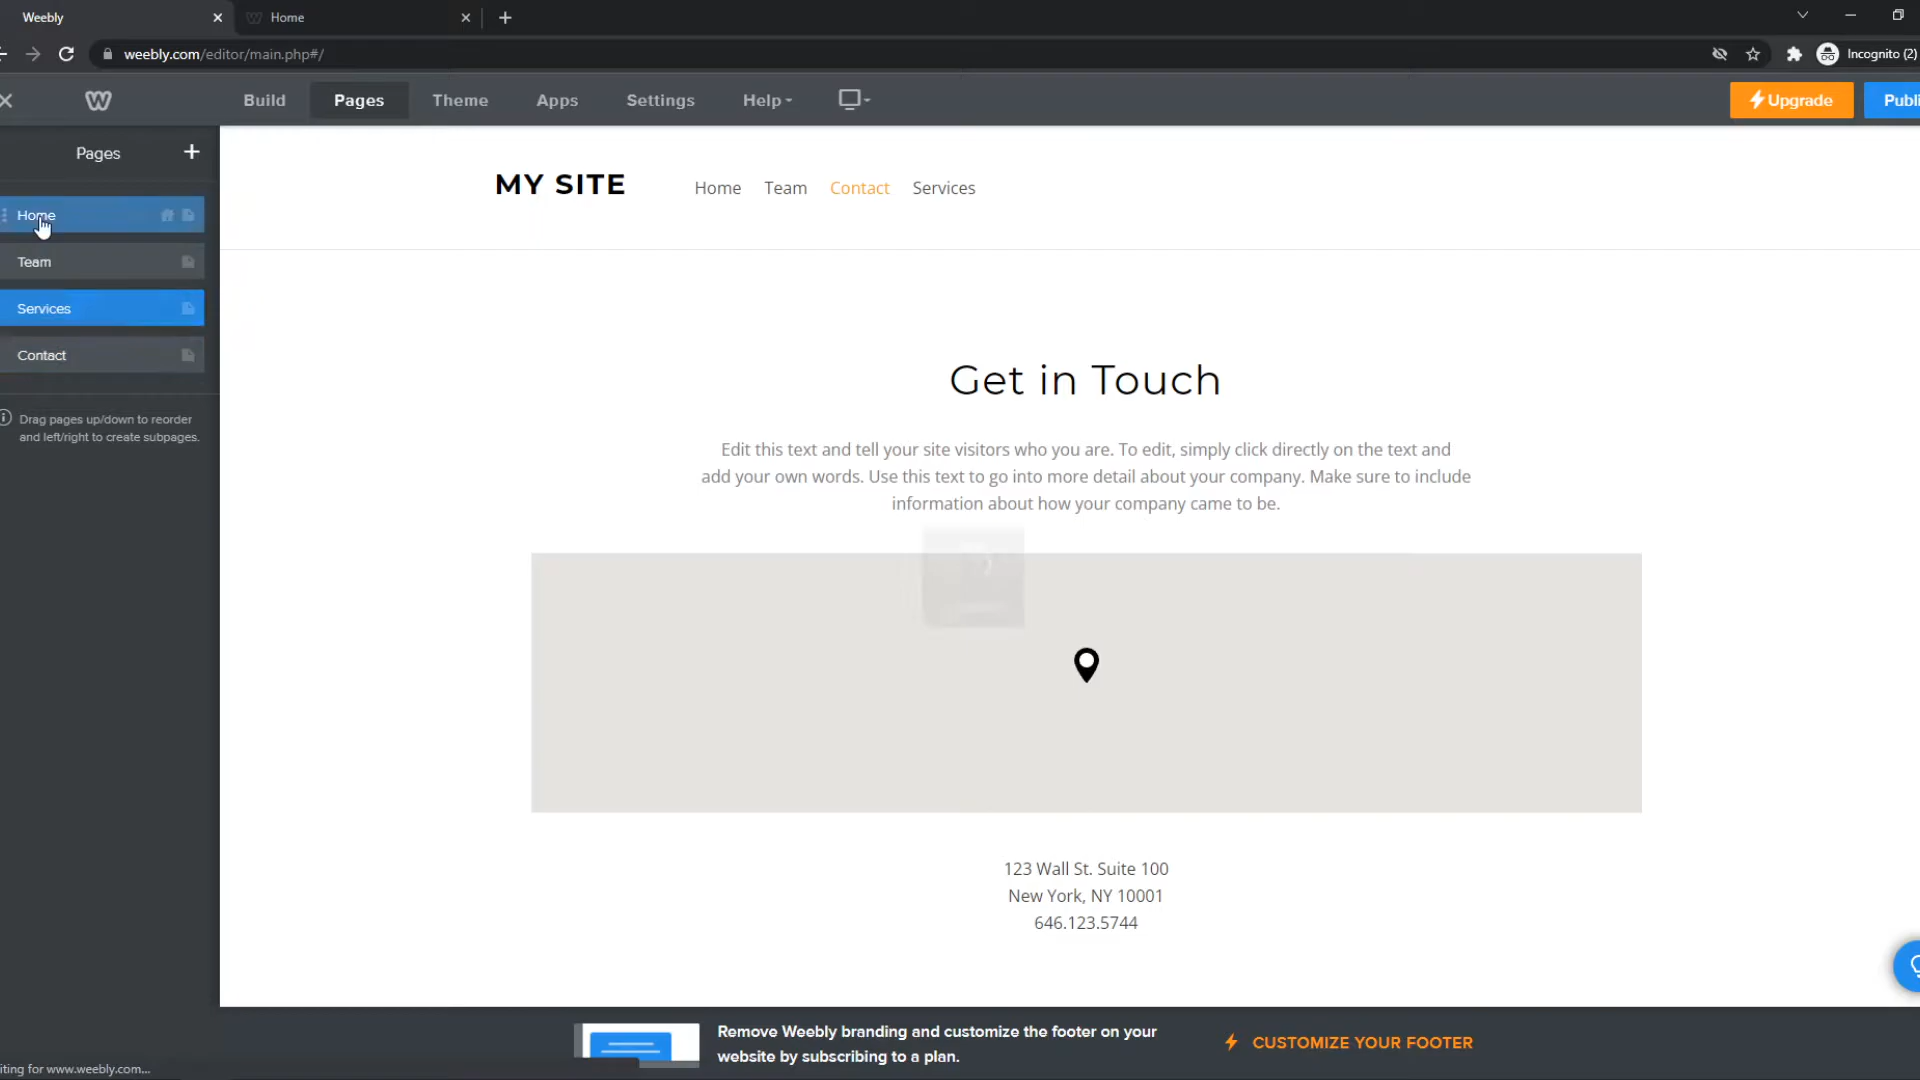 Weebly
Home
weebly.com/editor/main.php#/
Incognito (2)
Build
Pages
Theme
Apps
Settings
Help
Upgrade
Publi
Pages
Home
Team
Services
Contact
Drag pages up/down to reorder
and left/right to create subpages.
MY SITE
Home
Team
Contact
Services
Get in Touch
Edit this text and tell your site visitors who you are. To edit, simply click directly on the text and
add your own words. Use this text to go into more detail about your company. Make sure to include
information about how your company came to be.
123 Wall St. Suite 100
New York, NY 10001
646.123.5744
Remove Weebly branding and customize the footer on your
website by subscribing to a plan.
CUSTOMIZE YOUR FOOTER
iting for www.weebly.com...